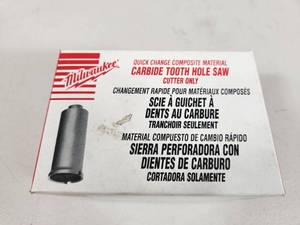 Milwaukee
QUICK CHANGE COMPOSITE MATERIAL
CARBIDE TOOTH HOLE SAW
CUTTER ONLY
CHANGEMENT RAPIDE POUR MATÉRIAUX COMPOSÉS
SCIE À GUICHET À
DENTS AU CARBURE
TRANCHOIR SEULEMENT
MATERIAL COMPUESTO DE CAMBIO RÁPIDO
SIERRA PERFORADORA CON
DIENTES DE CARBURO
CORTADORA SOLAMENTE